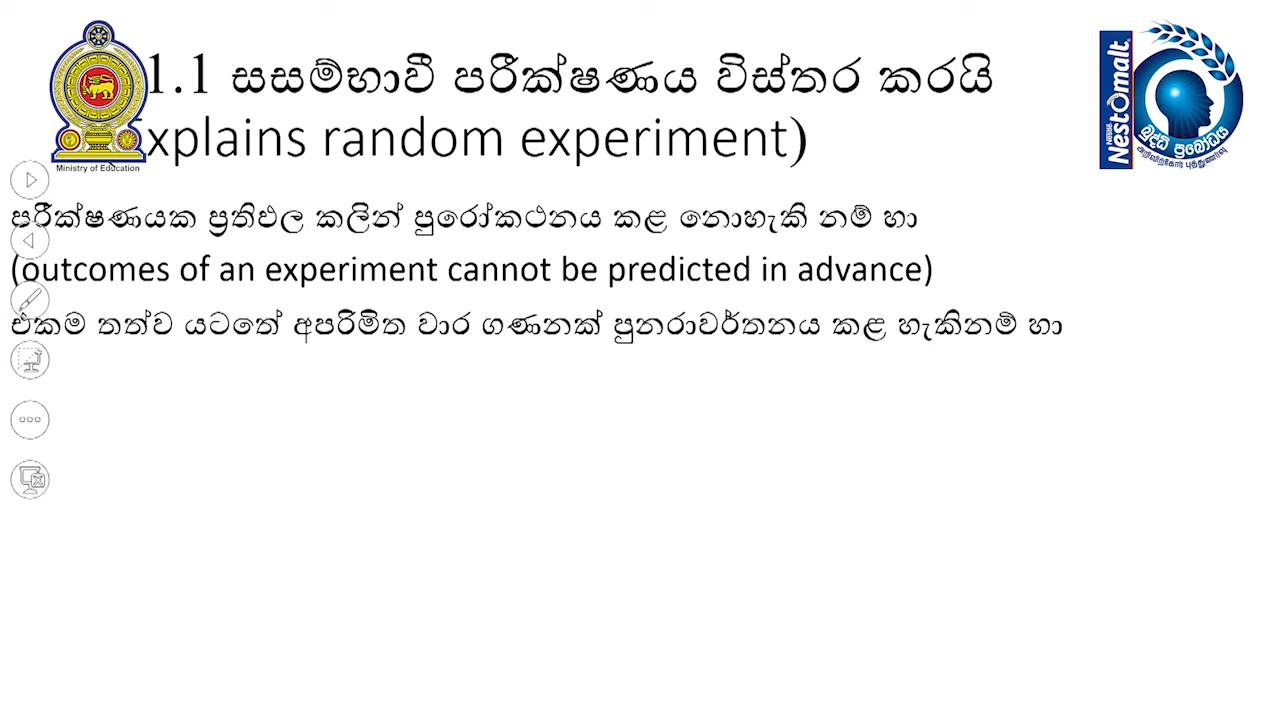 1.1 සසම්භාවී පරීක්ෂණය විස්තර කරයි
xplains random experiment)
Ministry of Education
Nestomalt
බුද්ධි ප්‍රබෝධය
பரීක්ෂණයක ප්‍රතිඵල කලින් පුරෝකථනය කළ නොහැකි නම් හා
(outcomes of an experiment cannot be predicted in advance)
එකම තත්ව යටතේ අපරිමිත වාර ගණනක් පුනරාවර්තනය කළ හැකිනම් හා